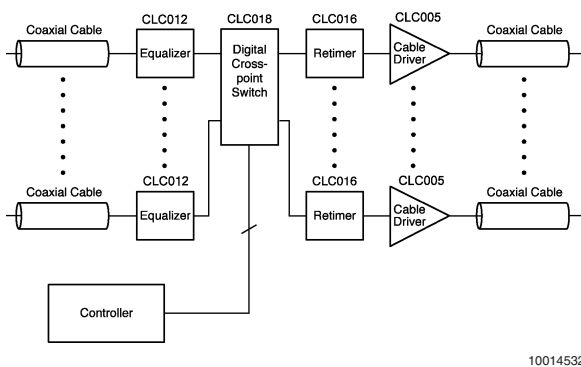 CLC012
CLC018
CLC016
CLC005
Coaxial Cable
Equalizer
Digital
Cross-
point
Switch
Retimer
Cable
Driver
Coaxial Cable
CLC012
CLC016
CLC005
Coaxial Cable
Equalizer
Retimer
Cable
Driver
Coaxial Cable
Controller
10014532